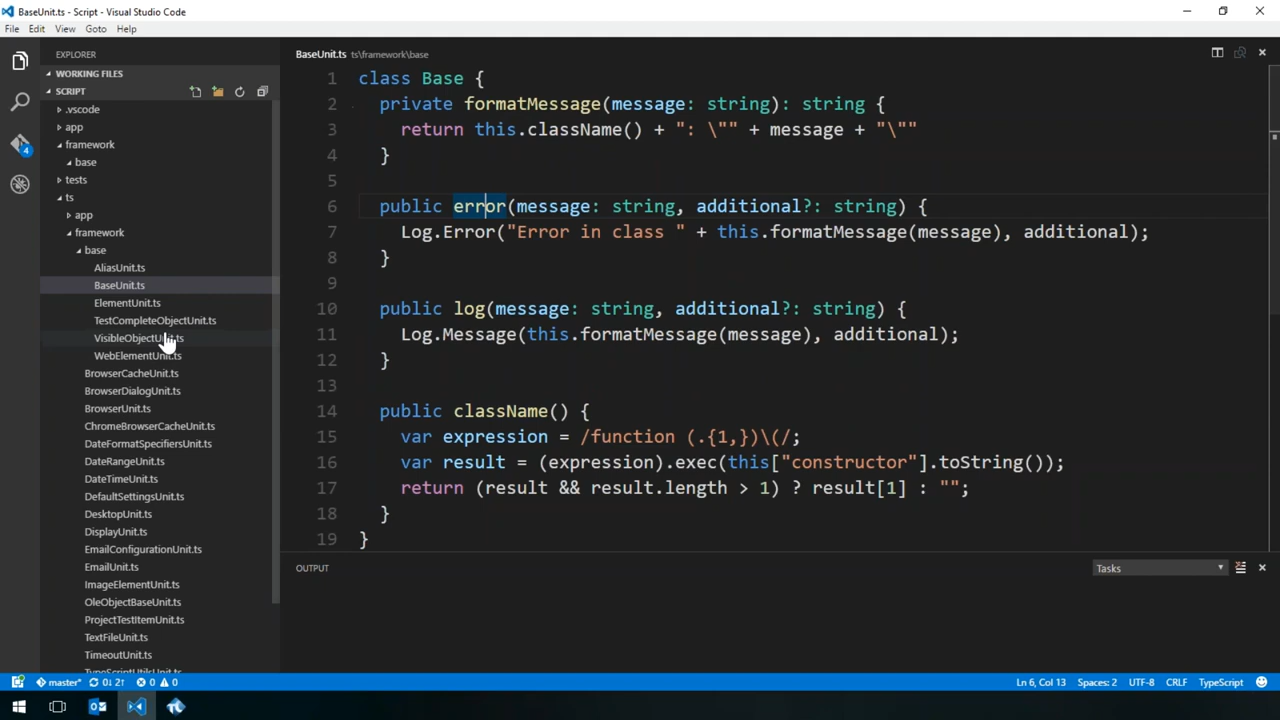 BaseUnit.ts - Script - Visual Studio Code
File Edit View Goto Help
EXPLORER
WORKING FILES
SCRIPT
.vscode
app
framework
base
tests
ts
app
framework
base
AliasUnit.ts
BaseUnit.ts
ElementUnit.ts
TestCompleteObjectUnit.ts
VisibleObjectUnit.ts
WebElementUnit.ts
BrowserCacheUnit.ts
BrowserDialogUnit.ts
BrowserUnit.ts
ChromeBrowserCacheUnit.ts
DateFormatSpecifiersUnit.ts
DateRangeUnit.ts
DateTimeUnit.ts
DefaultSettingsUnit.ts
DesktopUnit.ts
DisplayUnit.ts
EmailConfigurationUnit.ts
EmailUnit.ts
ImageElementUnit.ts
OleObjectBaseUnit.ts
ProjectTestItemUnit.ts
TextFileUnit.ts
TimeoutUnit.ts
TypeScriptUtilsUnit.ts
4
BaseUnit.ts ts\framework\base
1 class Base {
2 private formatMessage(message: string): string {
3 return this.className() + ": \"" + message + "\""
4 }
5
6 public error(message: string, additional?: string) {
7 Log.Error("Error in class " + this.formatMessage(message), additional);
8 }
9
10 public log(message: string, additional?: string) {
11 Log.Message(this.formatMessage(message), additional);
12 }
13
14 public className() {
15 var expression = /function (.{1,})\(/;
16 var result = (expression).exec(this["constructor"].toString());
17 return (result && result.length > 1) ? result[1] : "";
18 }
19 }
OUTPUT
Tasks
master* 0↓ 2↑ 0 0
Ln 6, Col 13 Spaces: 2 UTF-8 CRLF TypeScript